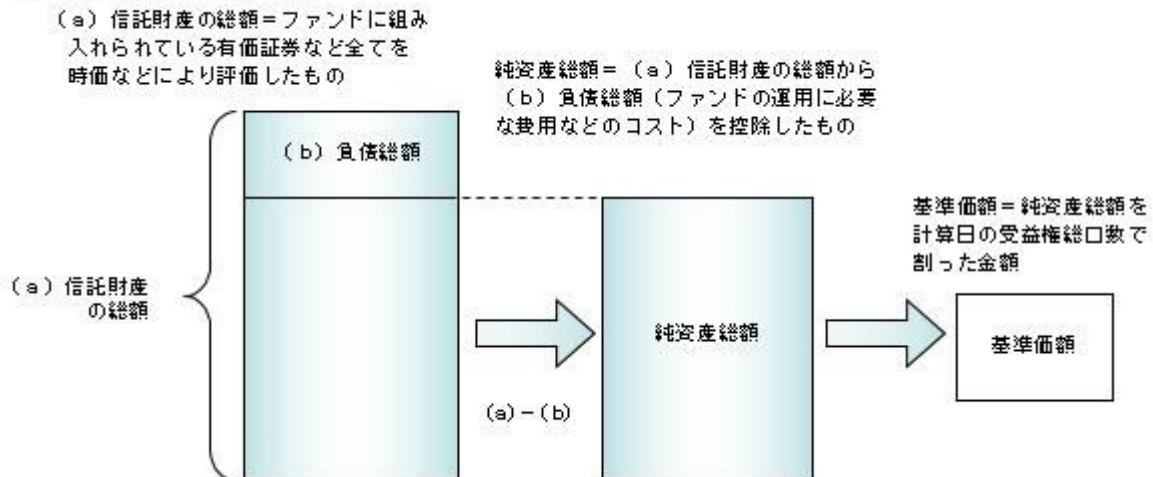 （a）信託財産の総額＝ファンドに組み
入れられている有価証券など全てを
時価などにより評価したもの
純資産総額＝（a）信託財産の総額から
（b）負債総額（ファンドの運用に必要
な費用などのコスト）を控除したもの
（b）負債総額
基準価額＝純資産総額を
計算日の受益権総口数で
割った金額
（a）信託財産
の総額
純資産総額
基準価額
(a)－(b)